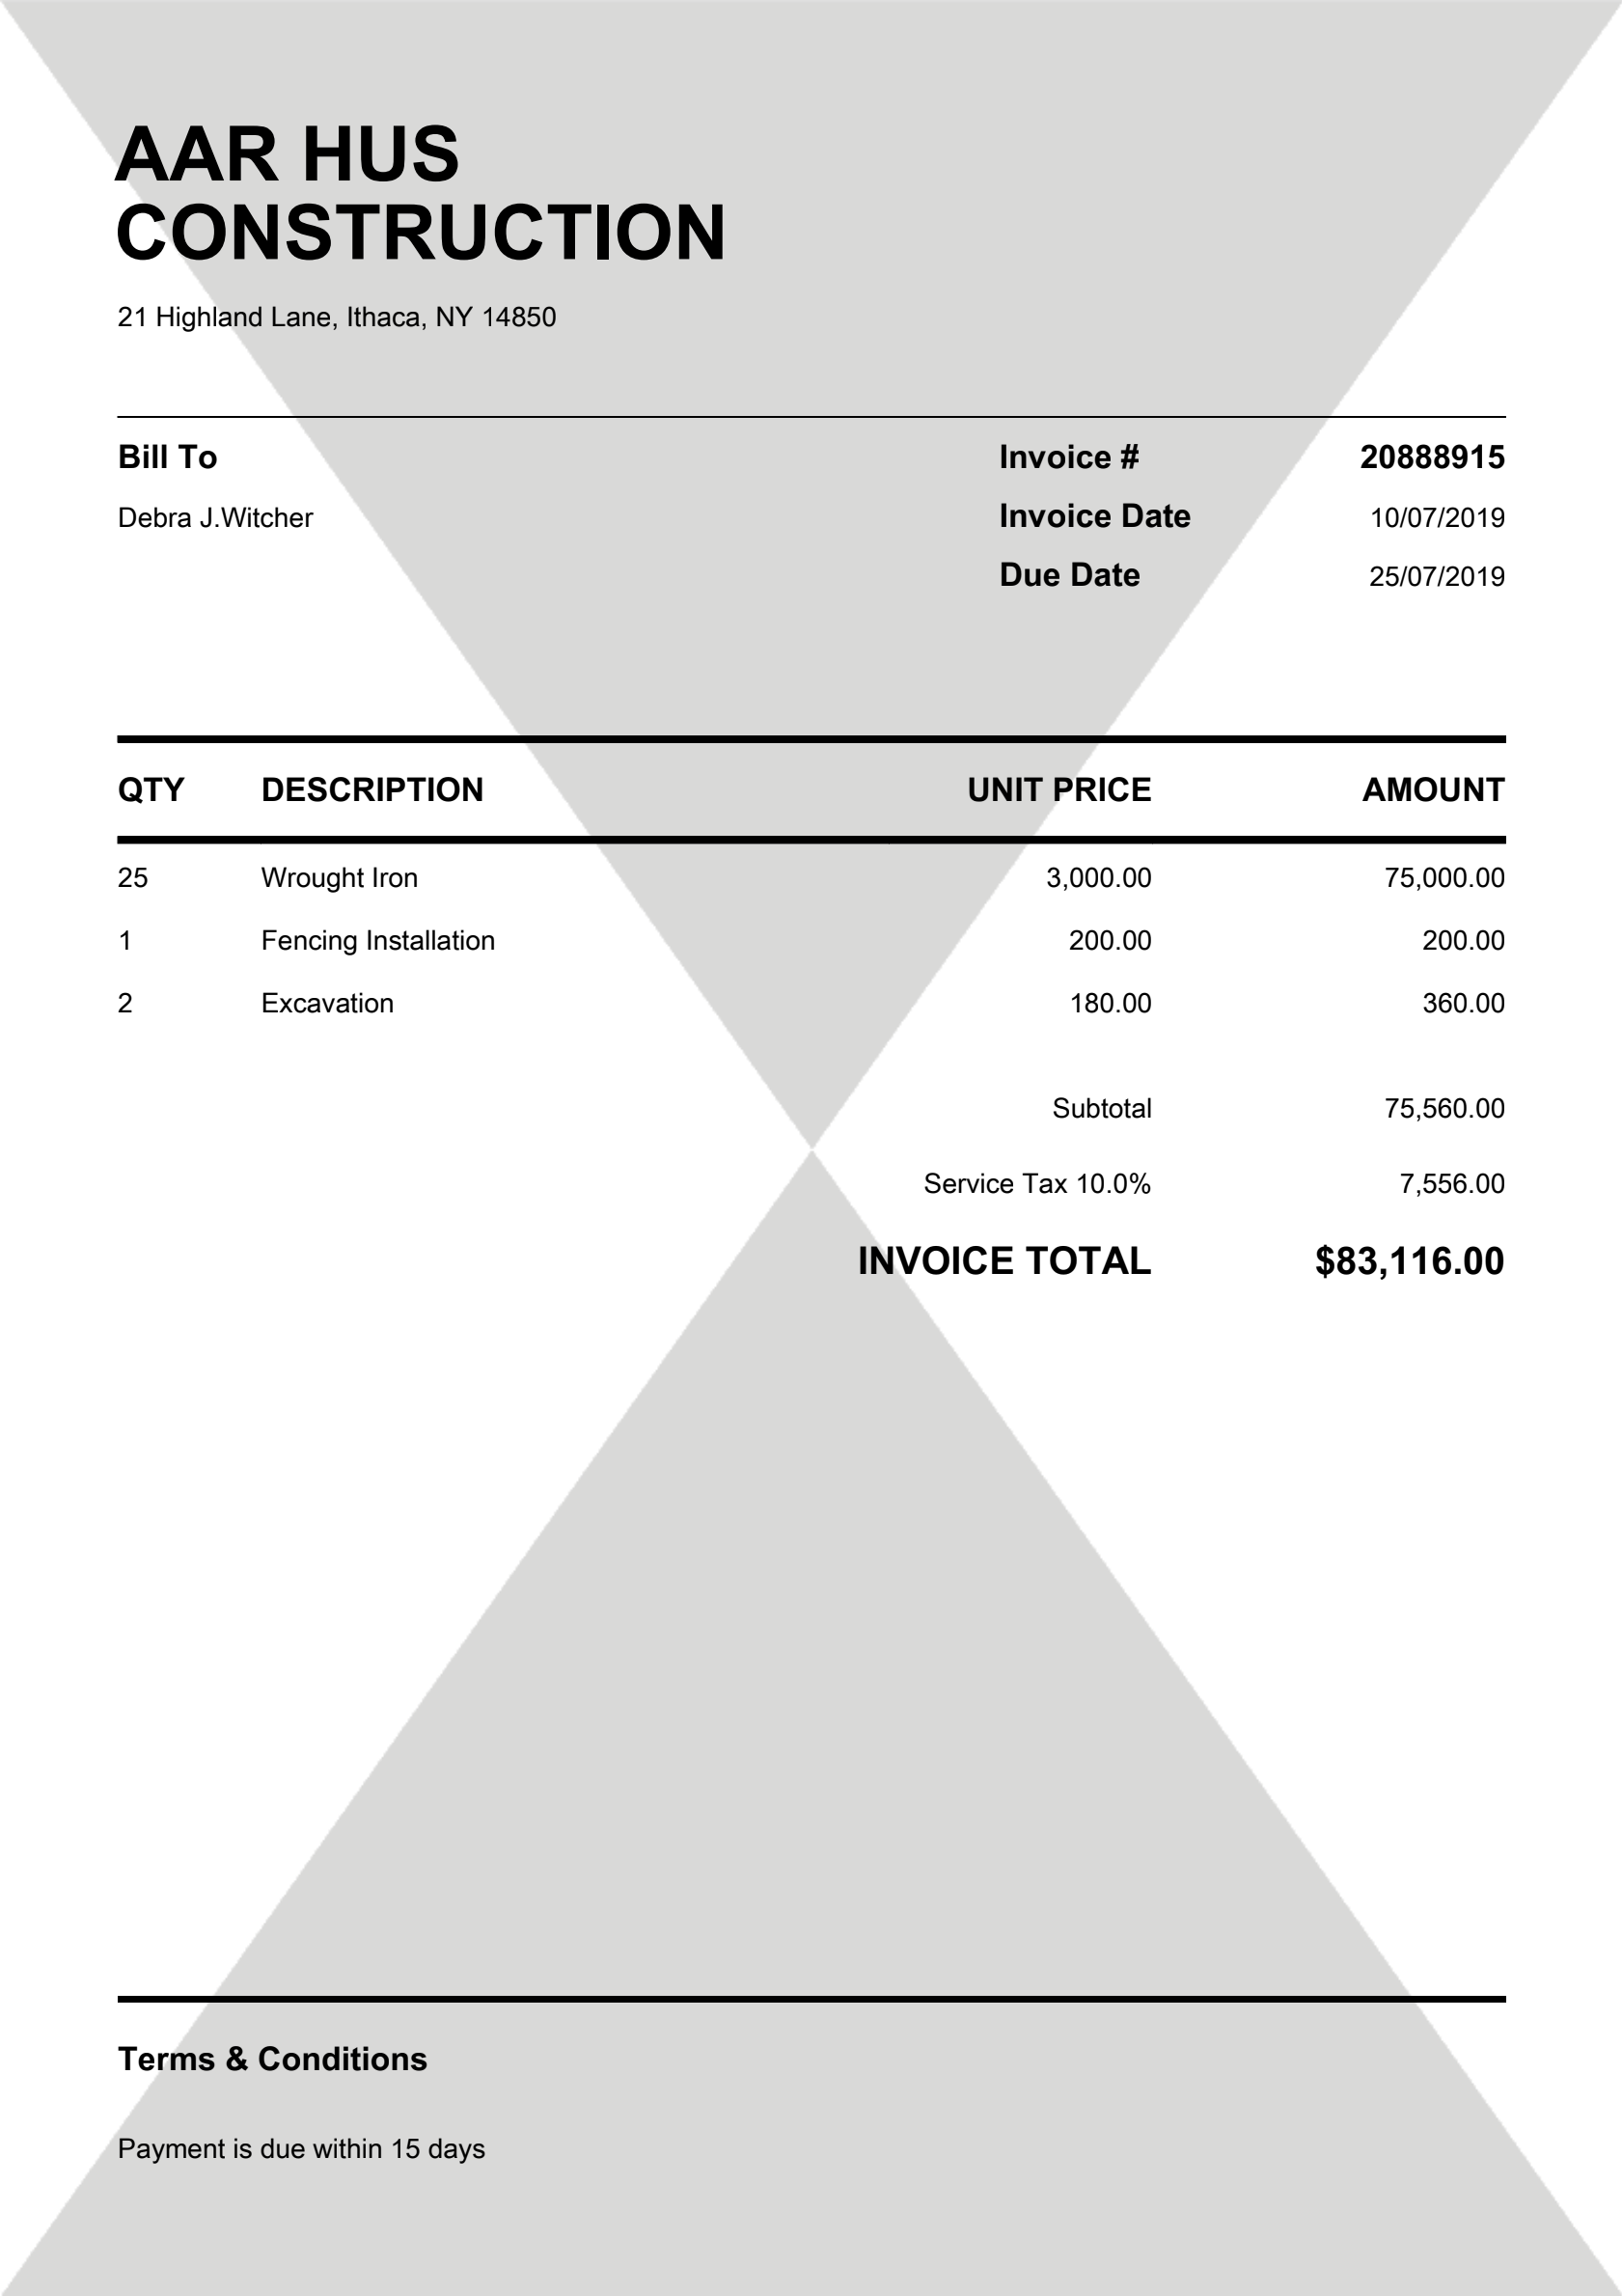 AAR HUS
CONSTRUCTION
21 Highland Lane, Ithaca, NY 14850
Bill To
Debra J.Witcher
Invoice # 20888915
Invoice Date 10/07/2019
Due Date 25/07/2019
QTY DESCRIPTION UNIT PRICE AMOUNT
25 Wrought Iron 3,000.00 75,000.00
1 Fencing Installation 200.00 200.00
2 Excavation 180.00 360.00
Subtotal 75,560.00
Service Tax 10.0% 7,556.00
INVOICE TOTAL $83,116.00
Terms & Conditions
Payment is due within 15 days